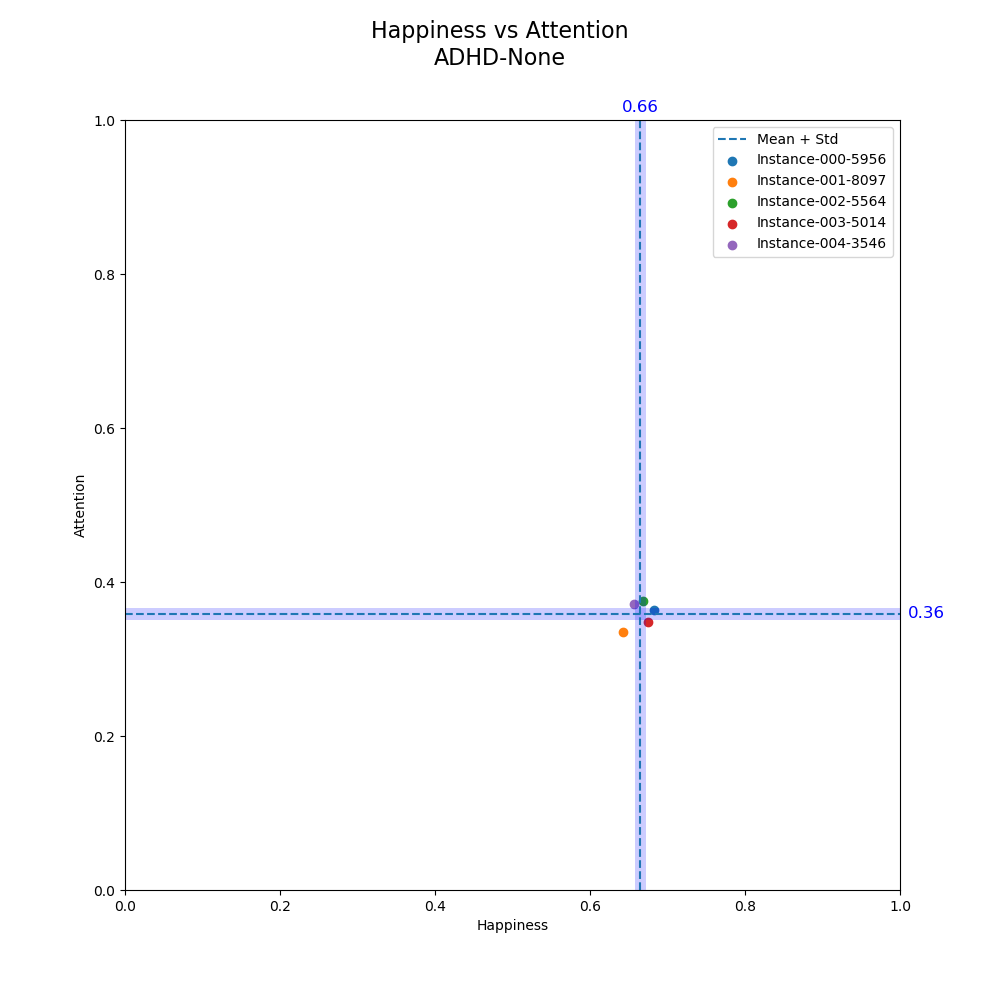 Happiness vs Attention
ADHD-None
0.66
1.0
Mean + Std
Instance-000-5956
Instance-001-8097
Instance-002-5564
Instance-003-5014
Instance-004-3546
0.8
0.6
Attention
0.4
0.36
0.2
0.0
0.0 0.2 0.4 0.6 0.8 1.0
Happiness